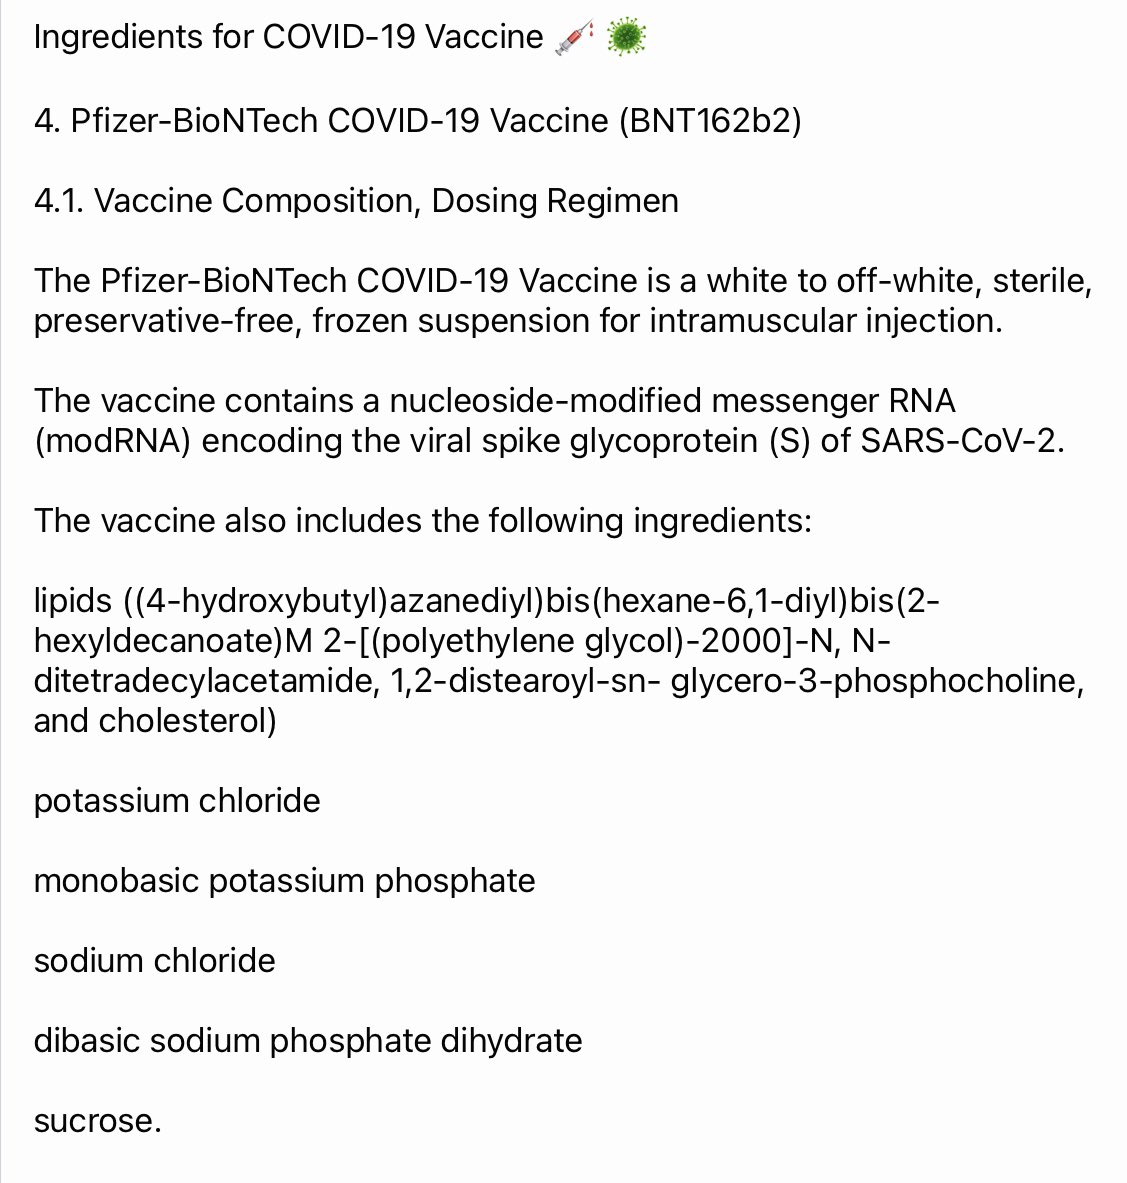 Ingredients for COVID-19 Vaccine 💉 🦠
4. Pfizer-BioNTech COVID-19 Vaccine (BNT162b2)
4.1. Vaccine Composition, Dosing Regimen
The Pfizer-BioNTech COVID-19 Vaccine is a white to off-white, sterile,
preservative-free, frozen suspension for intramuscular injection.
The vaccine contains a nucleoside-modified messenger RNA
(modRNA) encoding the viral spike glycoprotein (S) of SARS-CoV-2.
The vaccine also includes the following ingredients:
lipids ((4-hydroxybutyl)azanediyl)bis(hexane-6,1-diyl)bis(2-
hexyldecanoate)M 2-[(polyethylene glycol)-2000]-N, N-
ditetradecylacetamide, 1,2-distearoyl-sn- glycero-3-phosphocholine,
and cholesterol)
potassium chloride
monobasic potassium phosphate
sodium chloride
dibasic sodium phosphate dihydrate
sucrose.